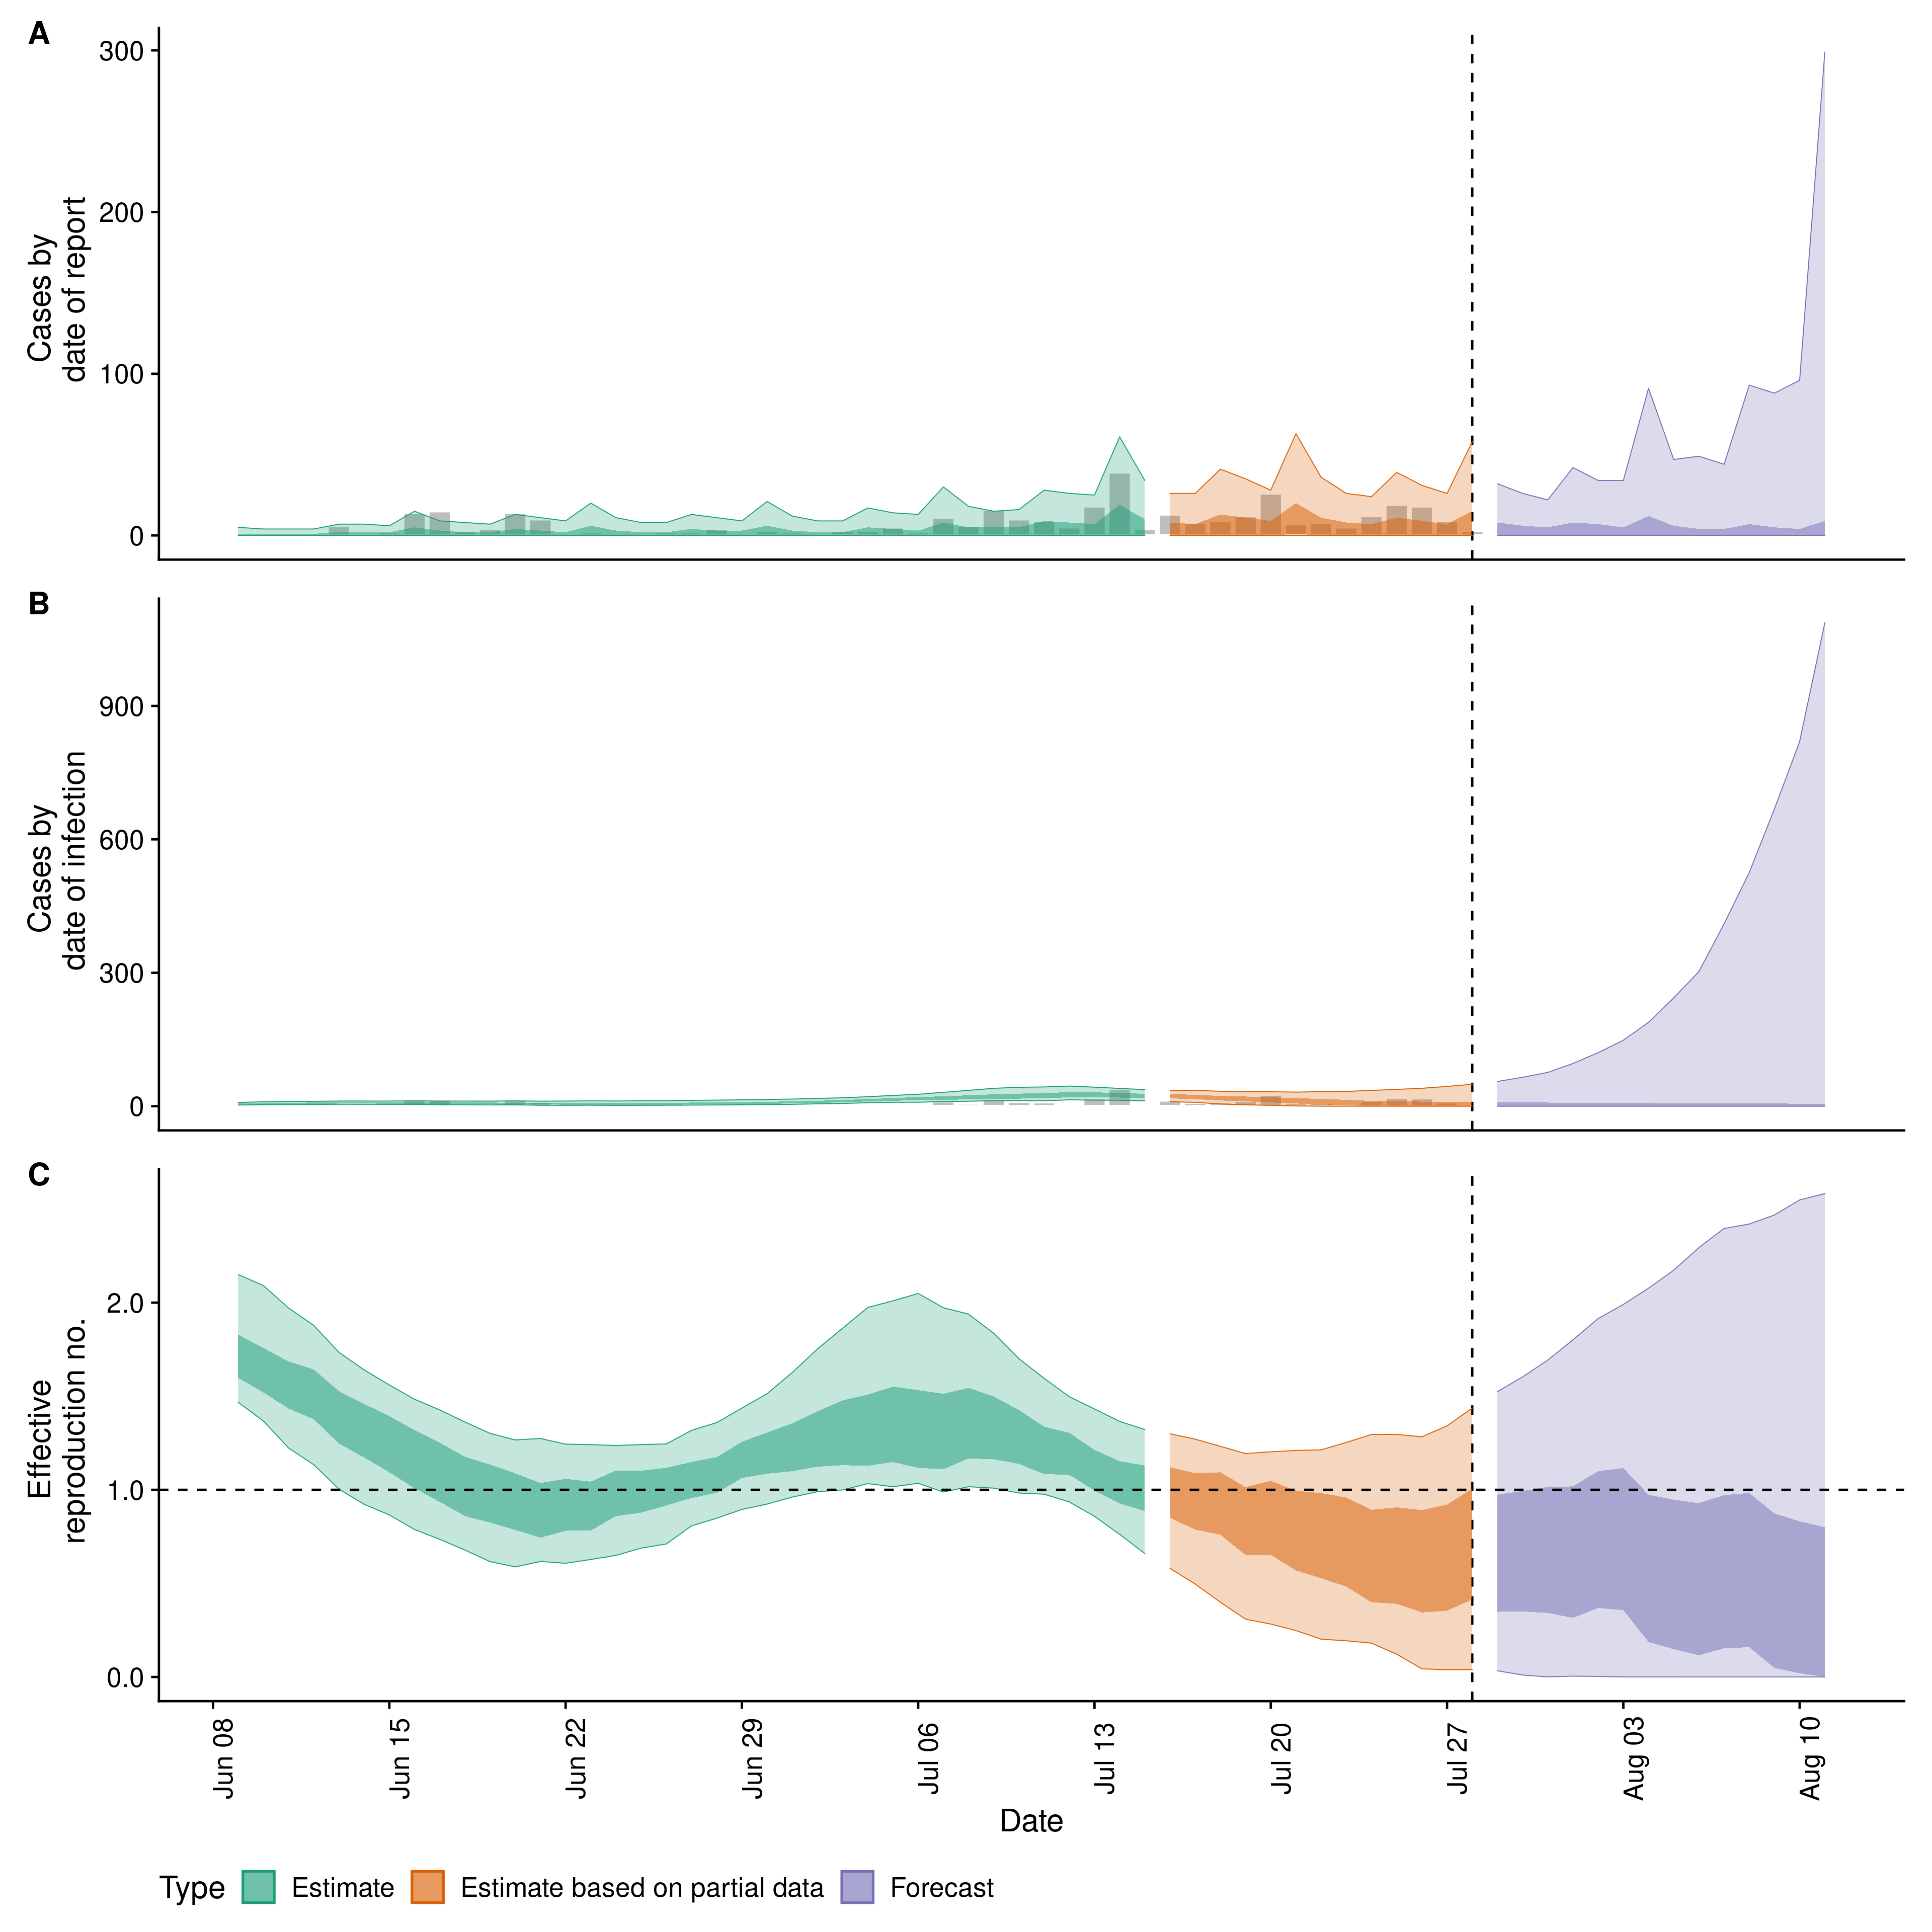 A
Cases by
date of report
300
200
100
0
B
Cases by
date of infection
900
600
300
0
C
Effective
reproduction no.
2.0
1.0
0.0
Jun 08
Jun 15
Jun 22
Jun 29
Jul 06
Jul 13
Jul 20
Jul 27
Aug 03
Aug 10
Date
Type
Estimate
Estimate based on partial data
Forecast